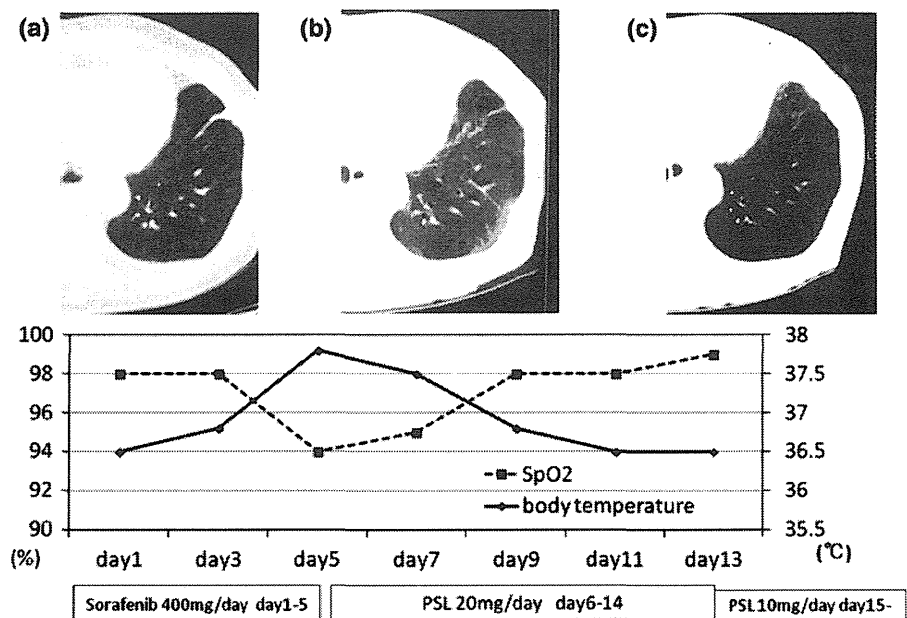 (a) (b) (c)
100 38
98 37.5
96 37
94 36.5
92 36
90 35.5
SpO2
body temperature
(%) day1 day3 day5 day7 day9 day11 day13 (℃)
Sorafenib 400mg/day day1-5
PSL 20mg/day day6-14
PSL10mg/day day15-